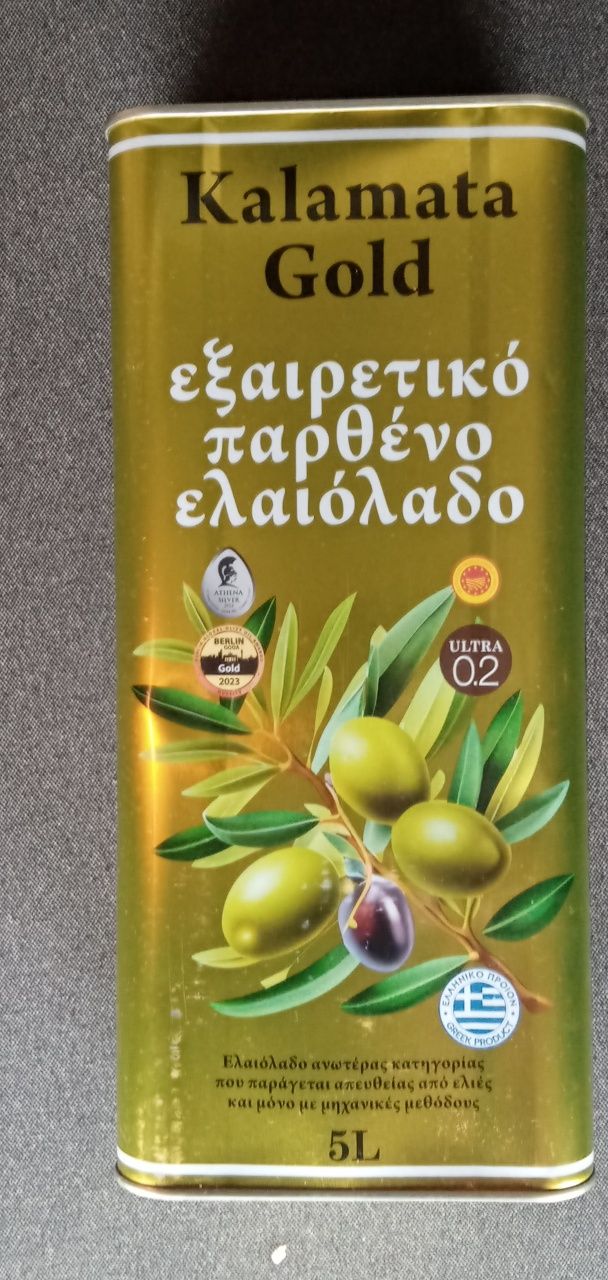 Kalamata
Gold
εξαιρετικό
παρθένο
ελαιόλαδο
ATHENA
SILVER
BERLIN
GOOA
Gold
2023
ULTRA
0.2
ΕΛΛΗΝΙΚΟ ΠΡΟΪΟΝ
GREEK PRODUCT
Ελαιόλαδο ανωτέρας κατηγορίας
που παράγεται απευθείας από ελιές
και μόνο με μηχανικές μεθόδους
5L